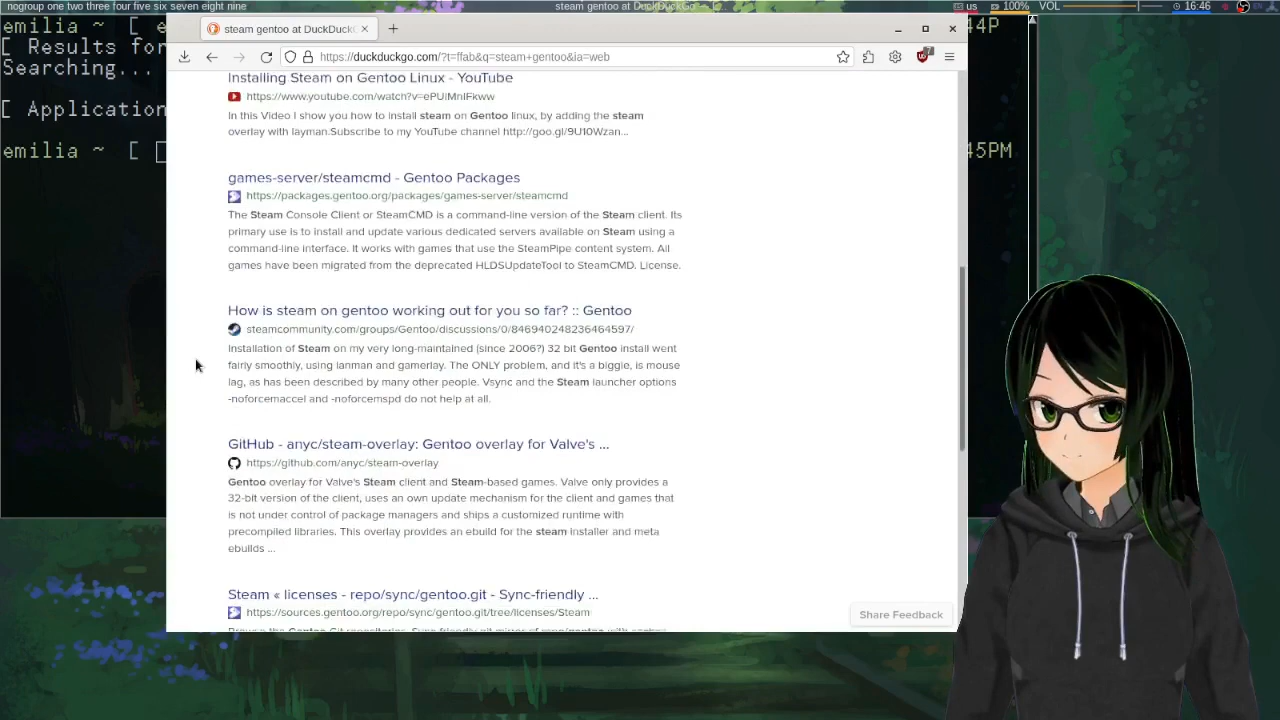 nogroup one two three four five six seven eight nine
steam gentoo at DuckDuckGo
us 100% VOL 16:46
emilia ~ [ e
44P
[ Results for
Searching...
[ Application
emilia ~ [
45PM
steam gentoo at DuckDuck
https://duckduckgo.com/?t=ffab&q=steam+gentoo&ia=web
7
Installing Steam on Gentoo Linux - YouTube
https://www.youtube.com/watch?v=ePUlMnlFkww
In this Video I show you how to install steam on Gentoo linux, by adding the steam
overlay with layman.Subscribe to my YouTube channel http://goo.gl/9U10Wzan...
games-server/steamcmd - Gentoo Packages
https://packages.gentoo.org/packages/games-server/steamcmd
The Steam Console Client or SteamCMD is a command-line version of the Steam client. Its
primary use is to install and update various dedicated servers available on Steam using a
command-line interface. It works with games that use the SteamPipe content system. All
games have been migrated from the deprecated HLDSUpdateTool to SteamCMD. License.
How is steam on gentoo working out for you so far? :: Gentoo
steamcommunity.com/groups/Gentoo/discussions/0/846940248236464597/
Installation of Steam on my very long-maintained (since 2006?) 32 bit Gentoo install went
fairly smoothly, using lanman and gamerlay. The ONLY problem, and it's a biggie, is mouse
lag, as has been described by many other people. Vsync and the Steam launcher options
-noforcemaccel and -noforcemspd do not help at all.
GitHub - anyc/steam-overlay: Gentoo overlay for Valve's ...
https://github.com/anyc/steam-overlay
Gentoo overlay for Valve's Steam client and Steam-based games. Valve only provides a
32-bit version of the client, uses an own update mechanism for the client and games that
is not under control of package managers and ships a customized runtime with
precompiled libraries. This overlay provides an ebuild for the steam installer and meta
ebuilds ...
Steam « licenses - repo/sync/gentoo.git - Sync-friendly ...
https://sources.gentoo.org/repo/sync/gentoo.git/tree/licenses/Steam
Share Feedback